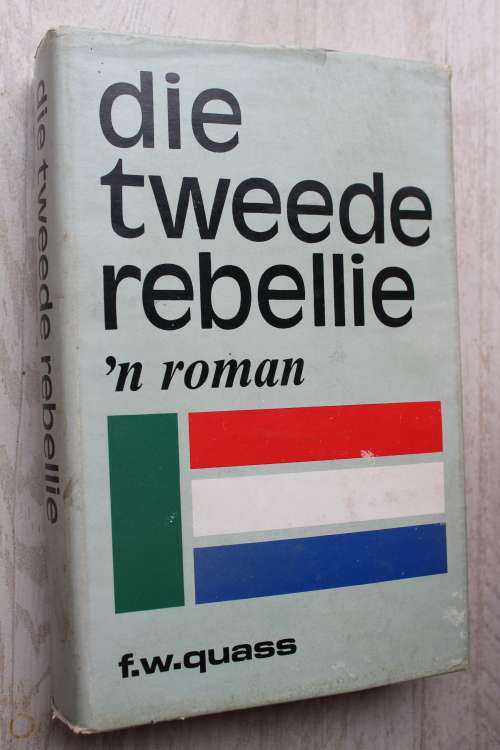 die
tweede
rebellie
'n roman
f.w.quass
die tweede rebellie